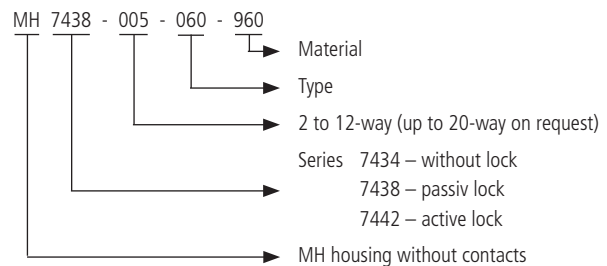 MH 7438 - 005 - 060 - 960
Material
Type
2 to 12-way (up to 20-way on request)
Series 7434 – without lock
7438 – passiv lock
7442 – active lock
MH housing without contacts